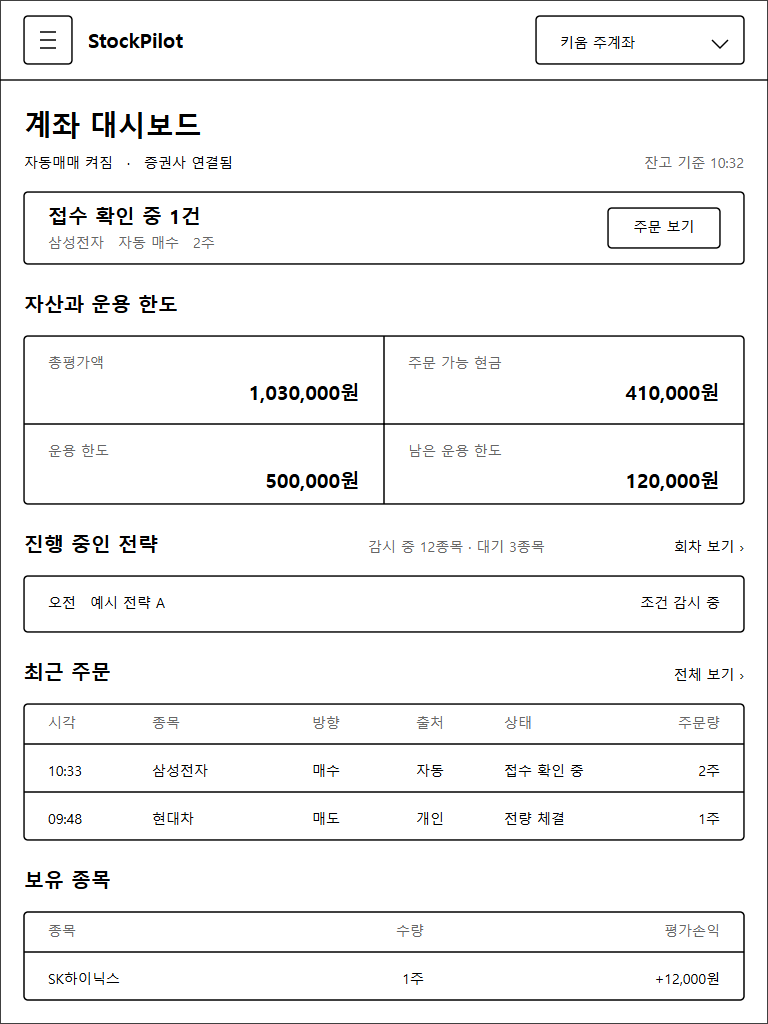 StockPilot
키움 주계좌
계좌 대시보드
자동매매 켜짐 · 증권사 연결됨
잔고 기준 10:32
접수 확인 중 1건
삼성전자 자동 매수 2주
주문 보기
자산과 운용 한도
총평가액
1,030,000원
주문 가능 현금
410,000원
운용 한도
500,000원
남은 운용 한도
120,000원
진행 중인 전략
감시 중 12종목 · 대기 3종목
회차 보기 ›
오전 예시 전략 A
조건 감시 중
최근 주문
전체 보기 ›
시각 종목 방향 출처 상태 주문량
10:33 삼성전자 매수 자동 접수 확인 중 2주
09:48 현대차 매도 개인 전량 체결 1주
보유 종목
종목 수량 평가손익
SK하이닉스 1주 +12,000원